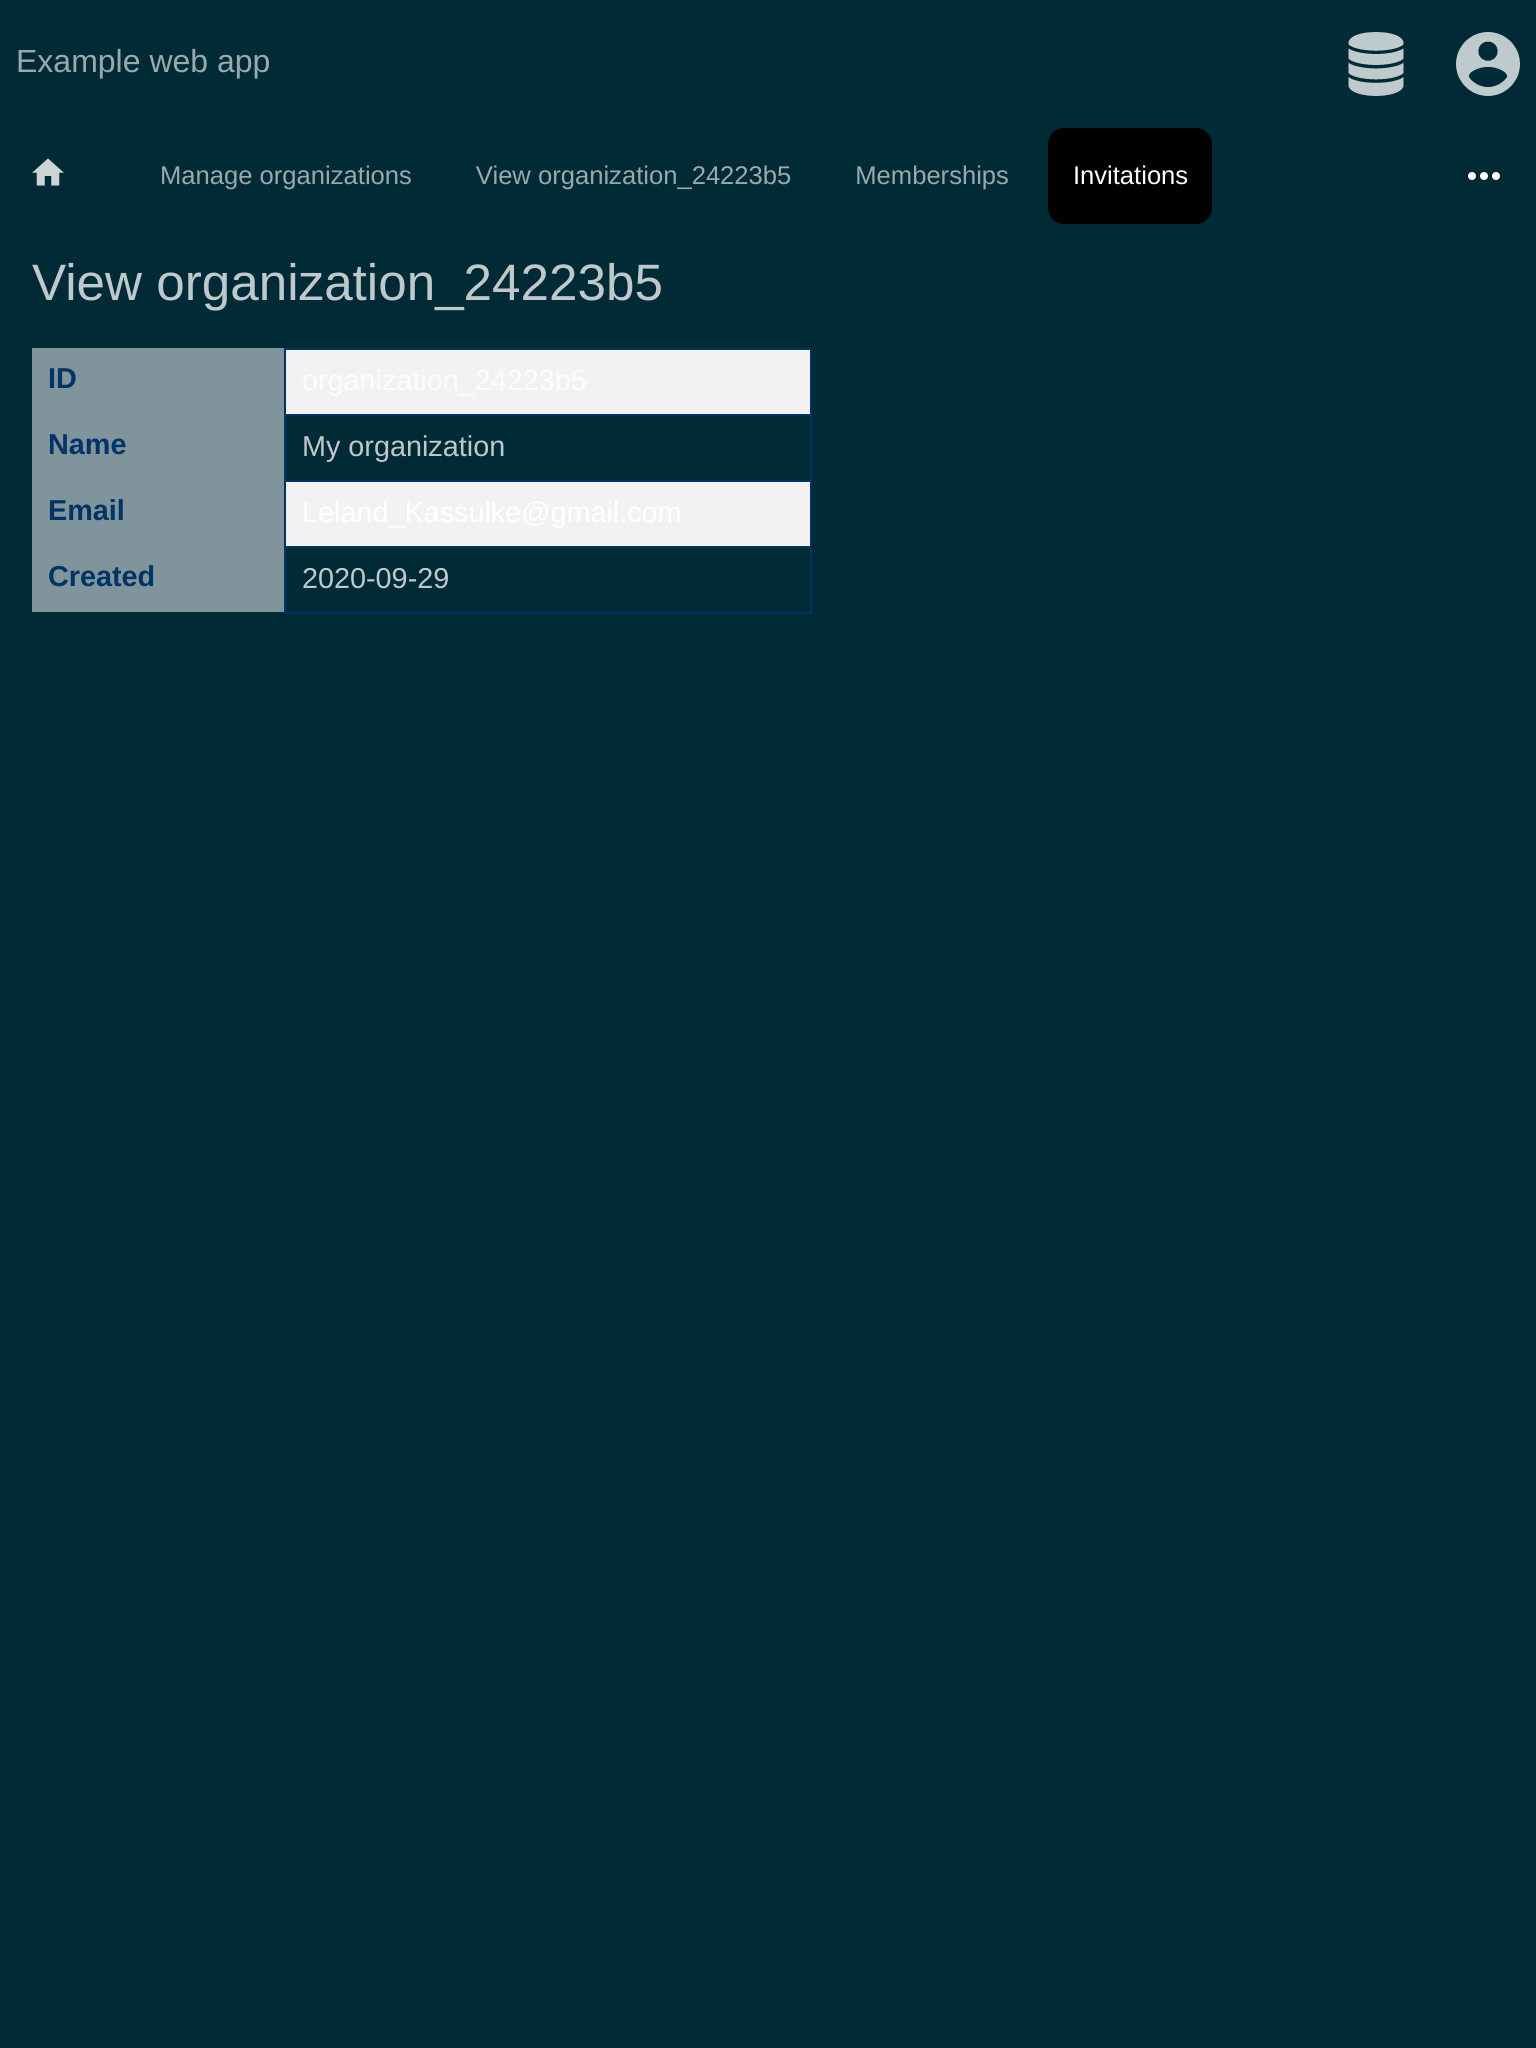 Example web app
Manage organizations View organization_24223b5 Memberships Invitations
View organization_24223b5
ID organization_24223b5
Name My organization
Email Leland_Kassulke@gmail.com
Created 2020-09-29